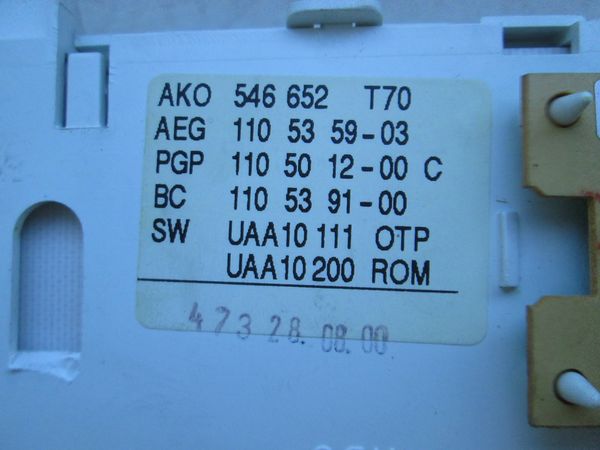 AKO 546 652 T70
AEG 110 53 59-03
PGP 110 50 12-00 C
BC 110 53 91-00
SW UAA10 111 OTP
UAA10 200 ROM
473 28. 08. 00